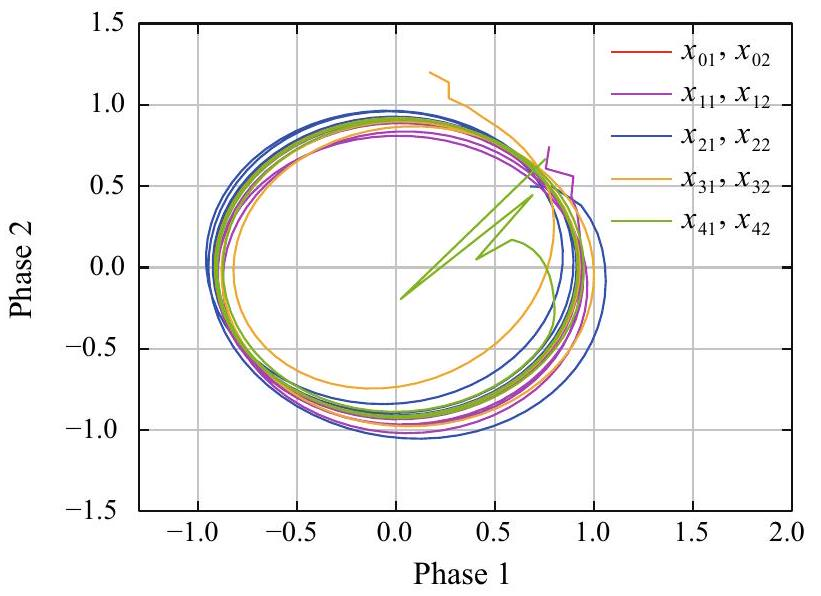 1.5
1.0
0.5
0.0
−0.5
−1.0
−1.5
Phase 2
x₀₁, x₀₂
x₁₁, x₁₂
x₂₁, x₂₂
x₃₁, x₃₂
x₄₁, x₄₂
−1.0 −0.5 0.0 0.5 1.0 1.5 2.0
Phase 1